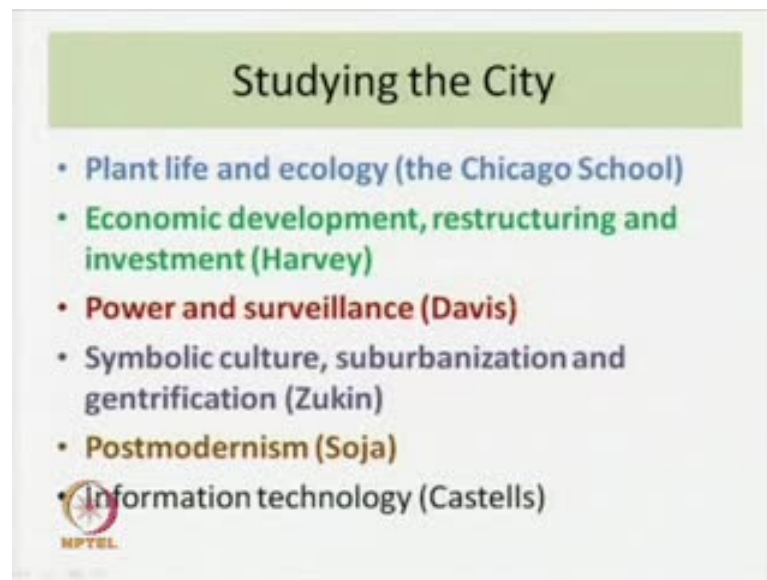 Studying the City
• Plant life and ecology (the Chicago School)
• Economic development, restructuring and
investment (Harvey)
• Power and surveillance (Davis)
• Symbolic culture, suburbanization and
gentrification (Zukin)
• Postmodernism (Soja)
• Information technology (Castells)
NPTEL